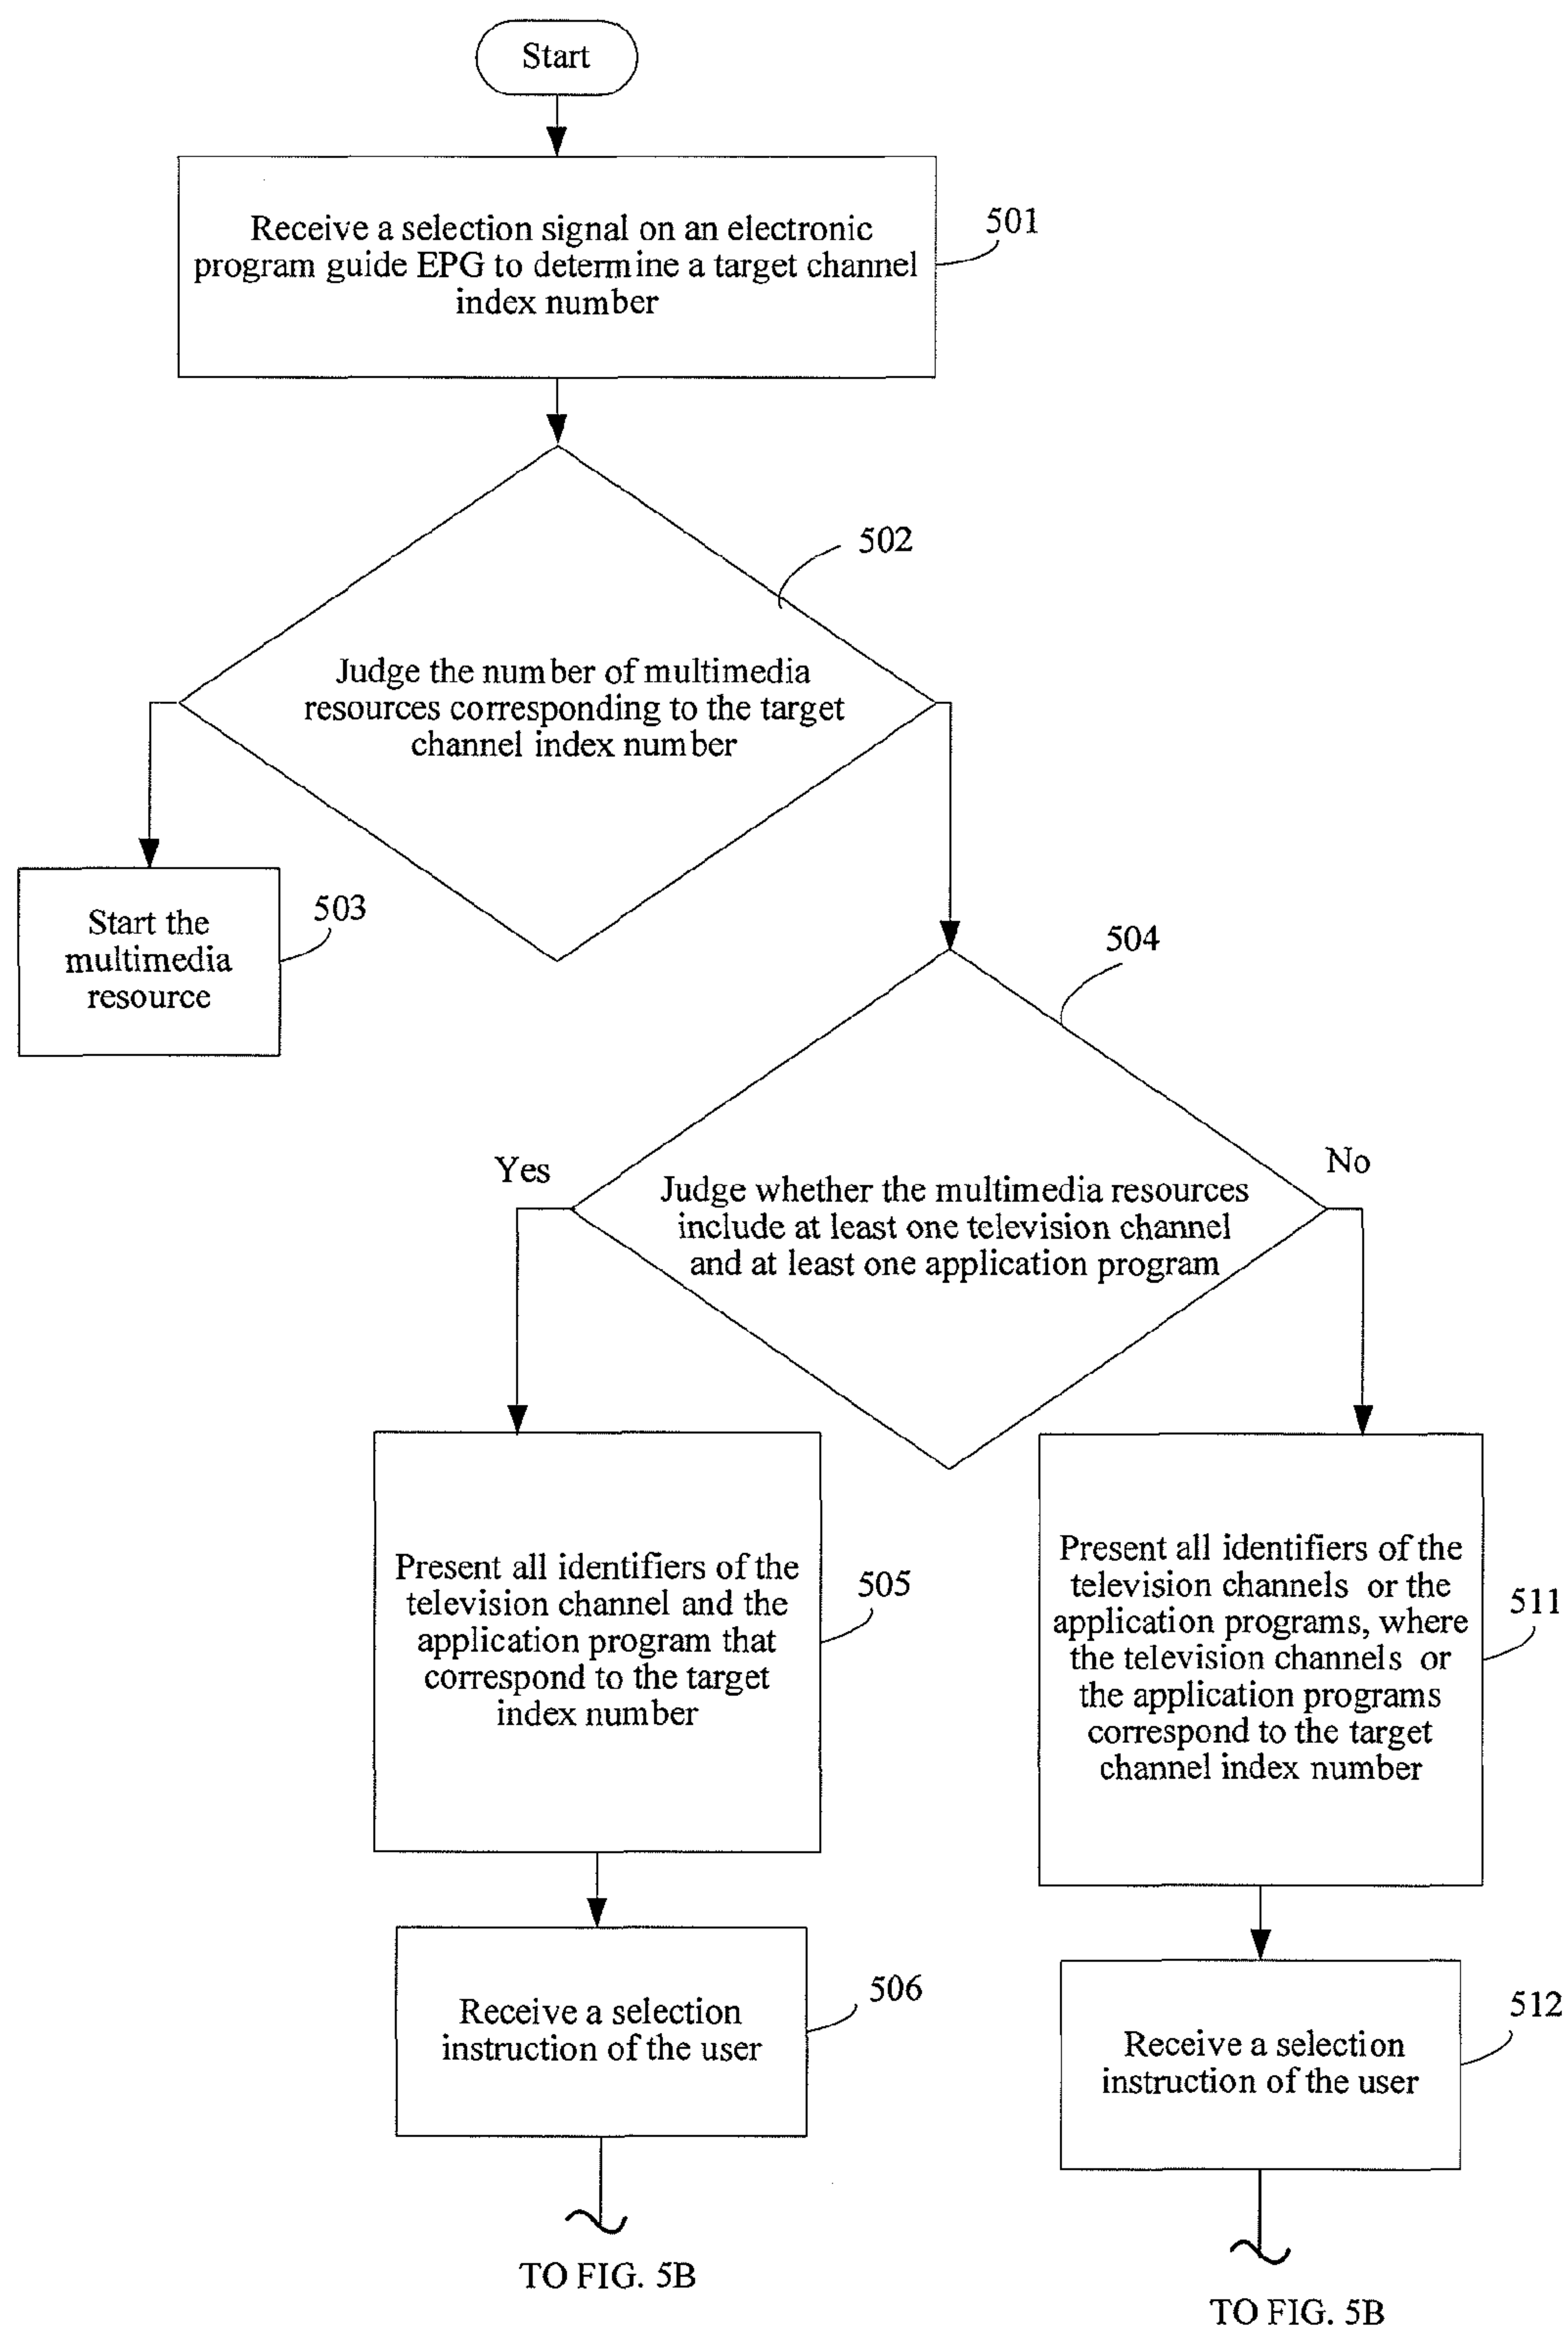 Start
Receive a selection signal on an electronic
program guide EPG to determine a target channel
index number
501
502
Judge the number of multimedia
resources corresponding to the target
channel index number
Start the
multimedia
resource
503
504
Yes
No
Judge whether the multimedia resources
include at least one television channel
and at least one application program
Present all identifiers of the
television channel and the
application program that
correspond to the target
index number
505
Present all identifiers of the
television channels or the
application programs, where
the television channels or
the application programs
correspond to the target
channel index number
511
Receive a selection
instruction of the user
506
Receive a selection
instruction of the user
512
TO FIG. 5B
TO FIG. 5B